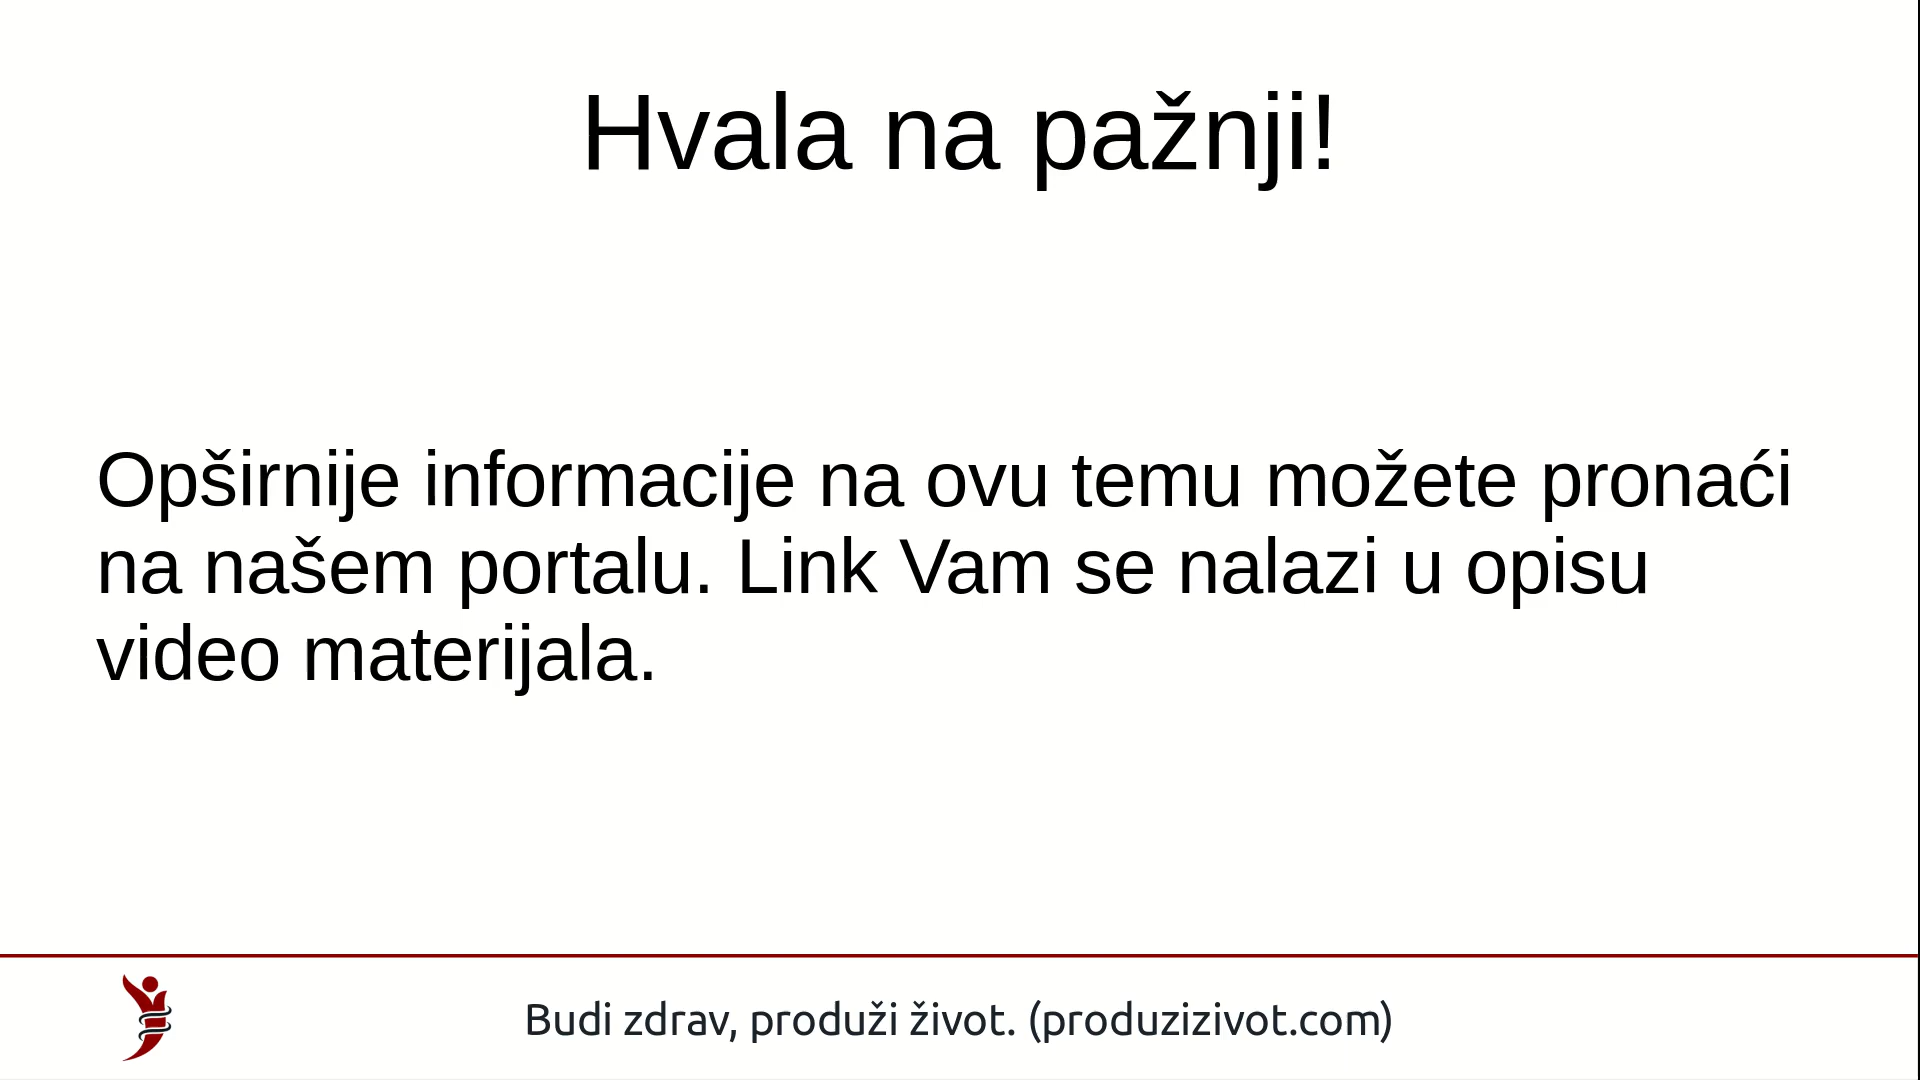 Hvala na pažnji!
Opširnije informacije na ovu temu možete pronaći
na našem portalu. Link Vam se nalazi u opisu
video materijala.
Budi zdrav, produži život. (produzizivot.com)